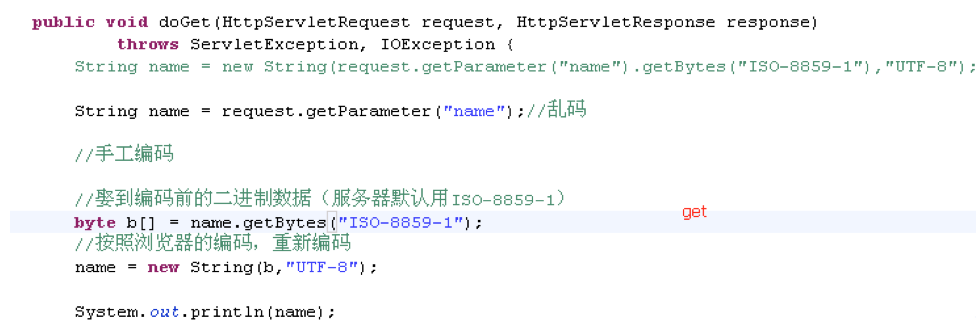 public void doGet(HttpServletRequest request, HttpServletResponse response)
throws ServletException, IOException {
String name = new String(request.getParameter("name").getBytes("ISO-8859-1"),"UTF-8");
String name = request.getParameter("name");//乱码
//手工编码
//娶到编码前的二进制数据（服务器默认用ISO-8859-1）
byte b[] = name.getBytes("ISO-8859-1");
get
//按照浏览器的编码，重新编码
name = new String(b,"UTF-8");
System.out.println(name);